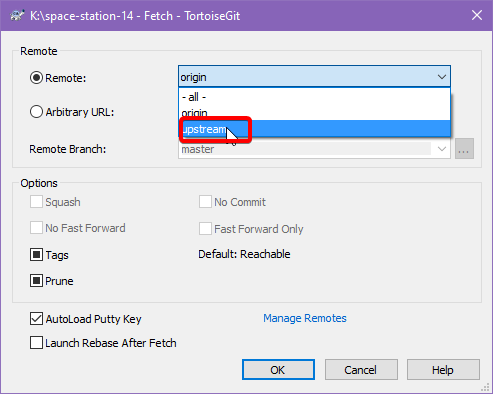 K:\space-station-14 - Fetch - TortoiseGit
Remote
Remote:
origin
- all -
origin
upstream
Arbitrary URL:
Remote Branch:
master
...
Options
Squash
No Commit
No Fast Forward
Fast Forward Only
Tags
Default: Reachable
Prune
AutoLoad Putty Key
Manage Remotes
Launch Rebase After Fetch
OK
Cancel
Help